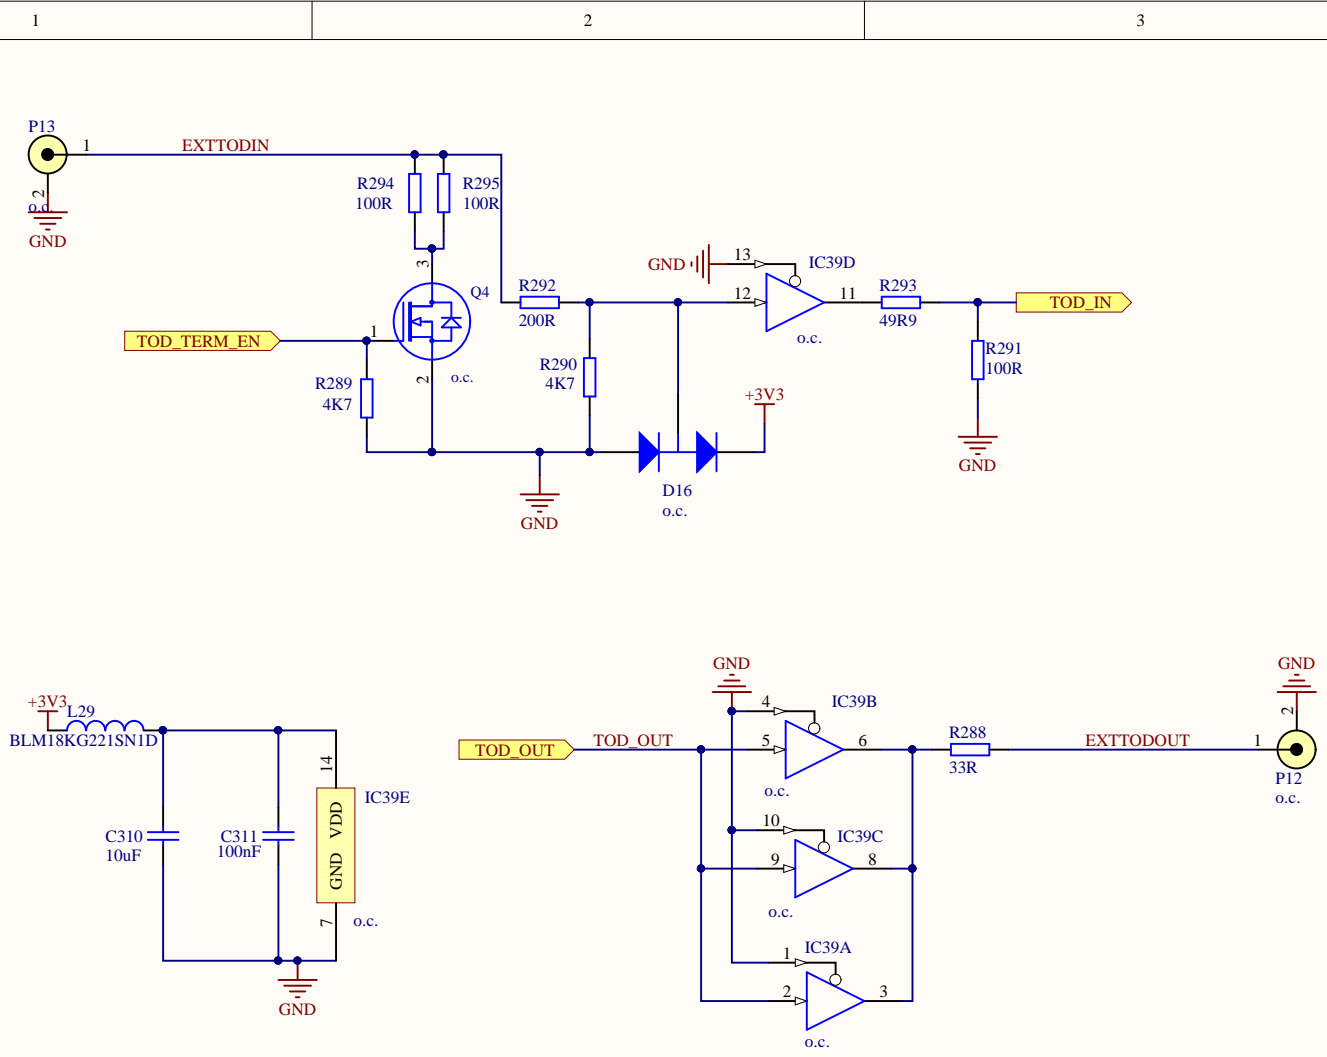 1
2
3
P13
1
EXTTODIN
2
o.c.
GND
R294
100R
R295
100R
3
Q4
TOD_TERM_EN
1
2
o.c.
R289
4K7
R292
200R
R290
4K7
GND
GND
13
IC39D
12
11
o.c.
R293
49R9
TOD_IN
R291
100R
GND
+3V3
D16
o.c.
+3V3
L29
BLM18KG221SN1D
14
IC39E
VDD
GND
C310
10uF
C311
100nF
7
o.c.
GND
GND
4
IC39B
TOD_OUT
TOD_OUT
5
6
o.c.
R288
33R
EXTTODOUT
GND
2
1
P12
o.c.
10
IC39C
9
8
o.c.
1
IC39A
2
3
o.c.